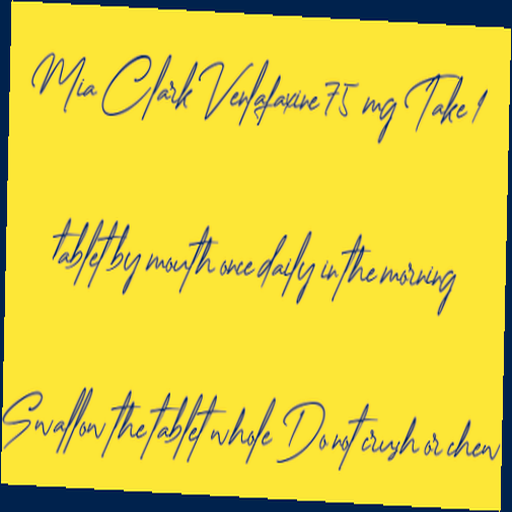 Mia Clark Venlafaxine 75 mg Take 1
tablet by mouth once daily in the morning
Swallow the tablet whole Do not crush or chew